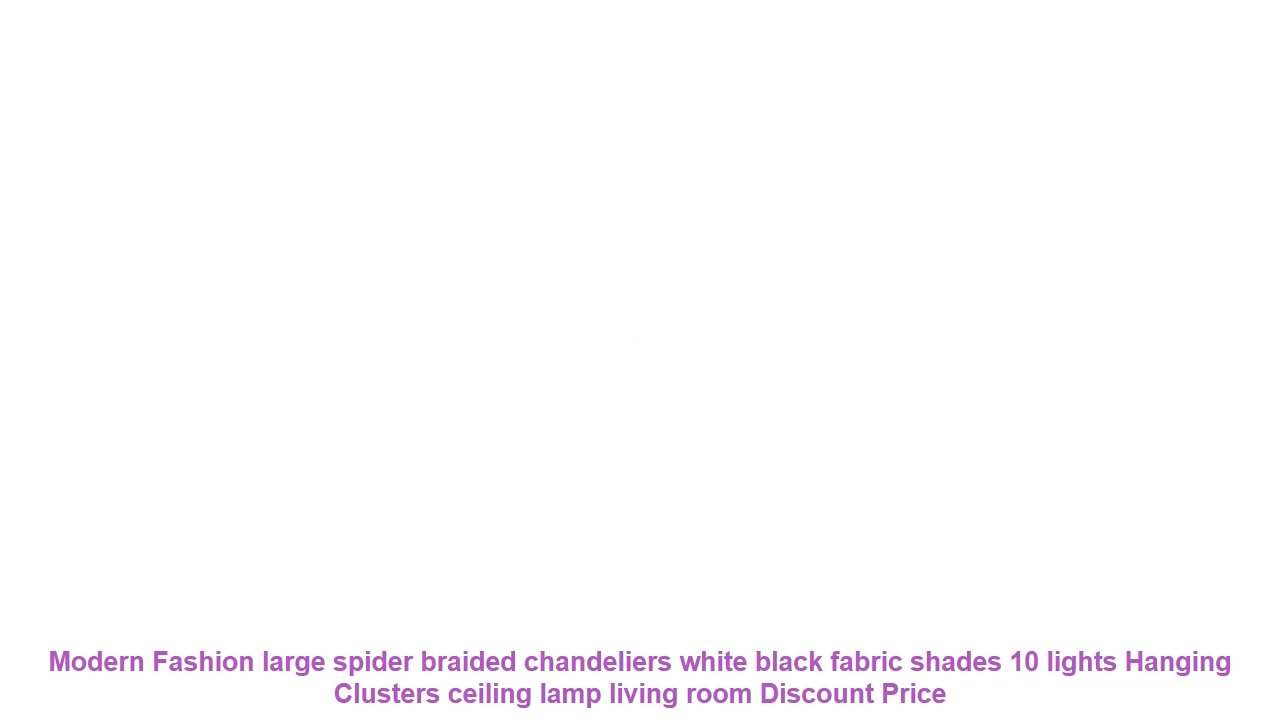 Modern Fashion large spider braided chandeliers white black fabric shades 10 lights Hanging
Clusters ceiling lamp living room Discount Price